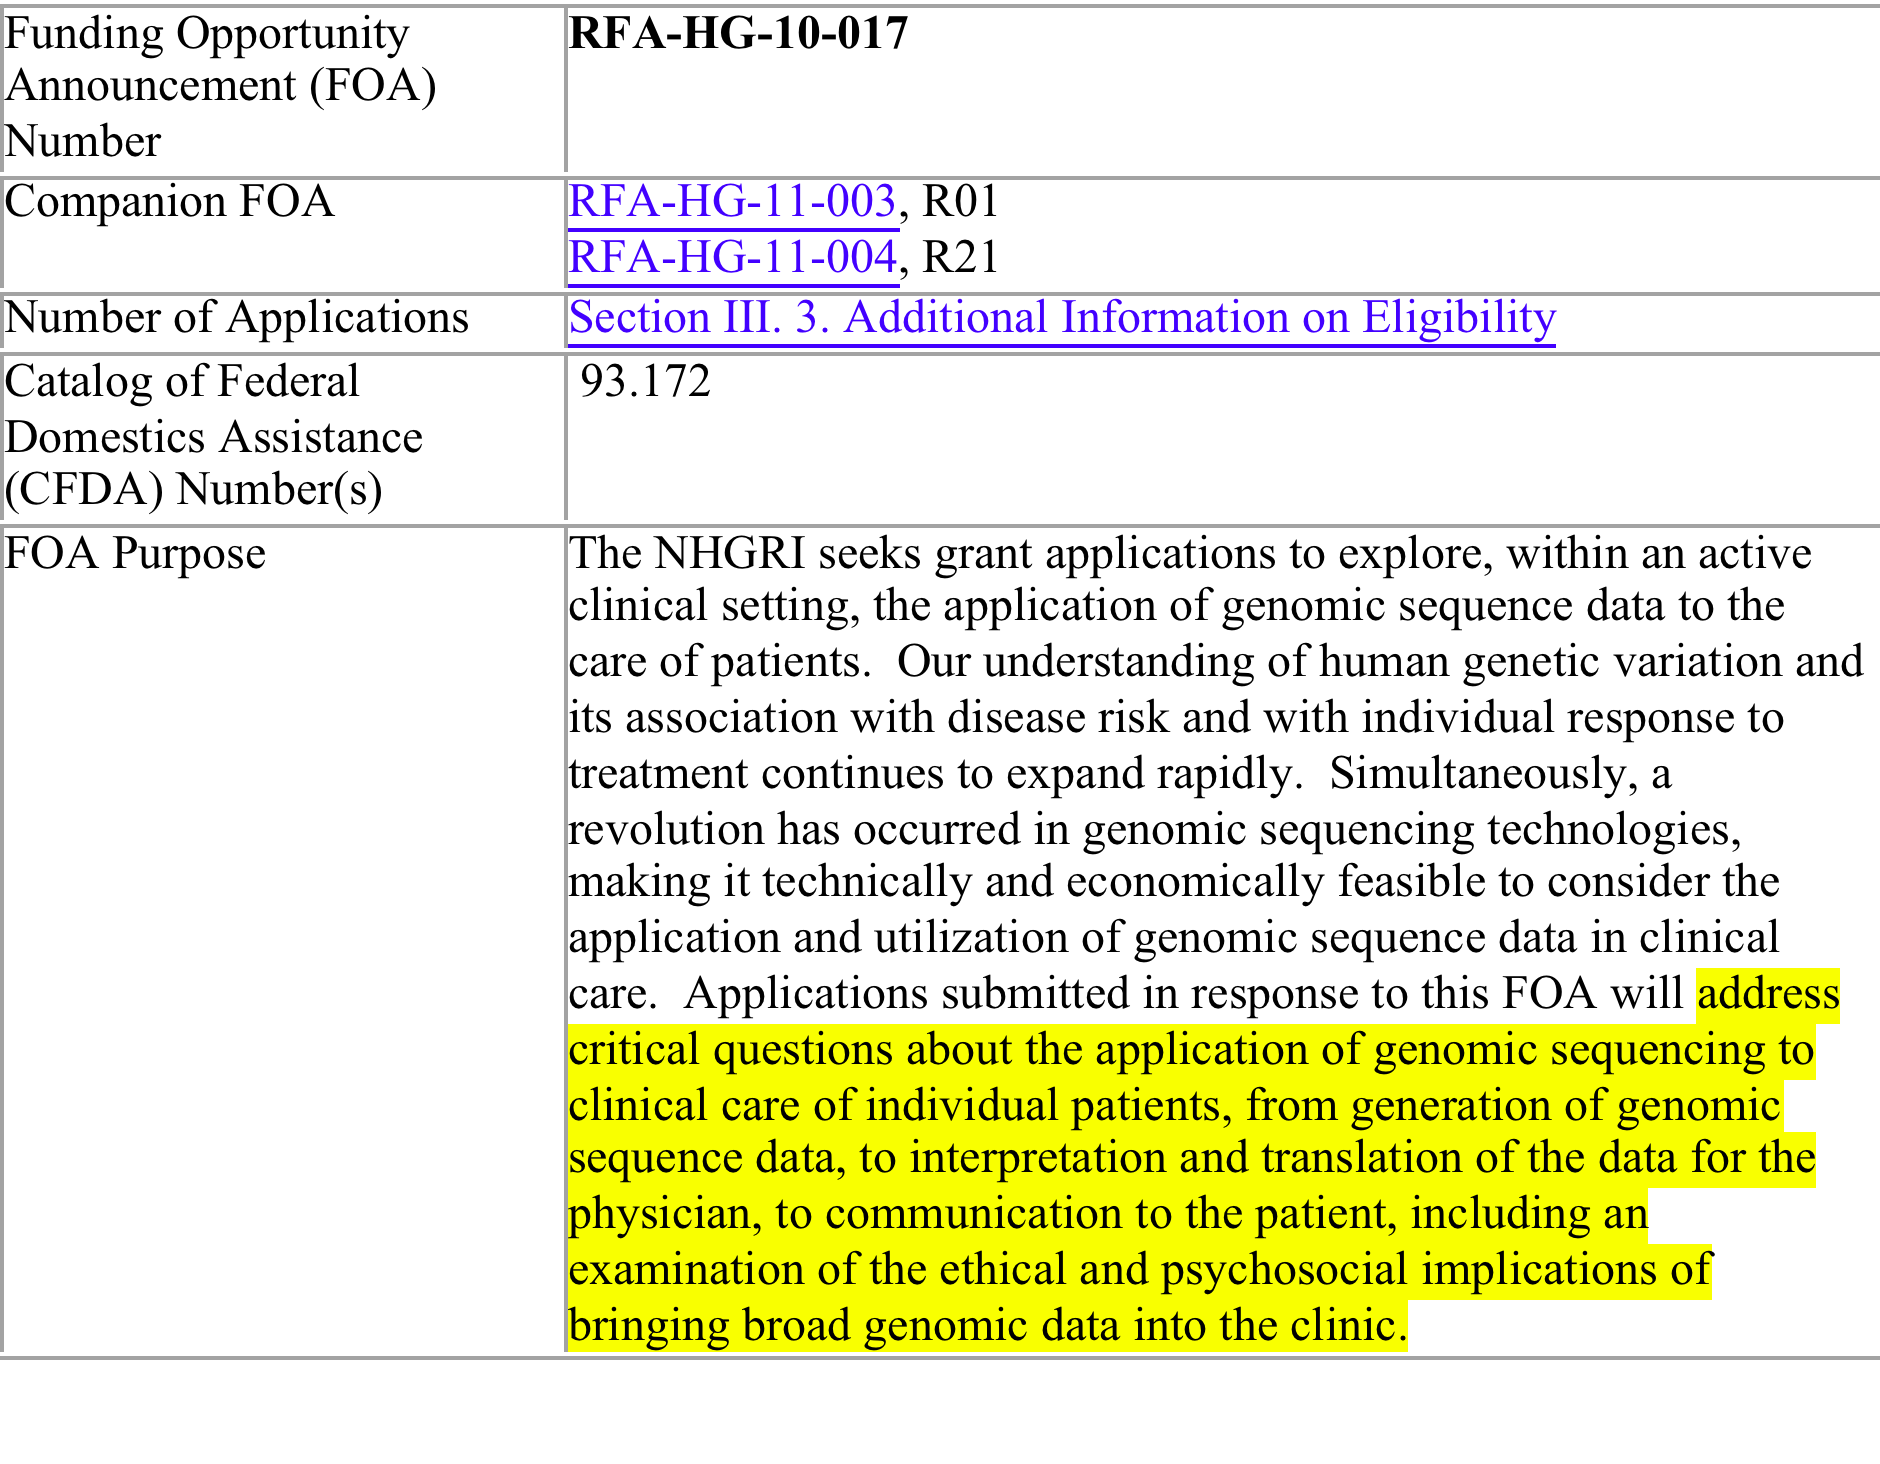 Funding Opportunity
Announcement (FOA)
Number
RFA-HG-10-017
Companion FOA
RFA-HG-11-003, R01
RFA-HG-11-004, R21
Number of Applications
Section III. 3. Additional Information on Eligibility
Catalog of Federal
Domestics Assistance
(CFDA) Number(s)
93.172
FOA Purpose
The NHGRI seeks grant applications to explore, within an active
clinical setting, the application of genomic sequence data to the
care of patients.  Our understanding of human genetic variation and
its association with disease risk and with individual response to
treatment continues to expand rapidly.  Simultaneously, a
revolution has occurred in genomic sequencing technologies,
making it technically and economically feasible to consider the
application and utilization of genomic sequence data in clinical
care.  Applications submitted in response to this FOA will address
critical questions about the application of genomic sequencing to
clinical care of individual patients, from generation of genomic
sequence data, to interpretation and translation of the data for the
physician, to communication to the patient, including an
examination of the ethical and psychosocial implications of
bringing broad genomic data into the clinic.